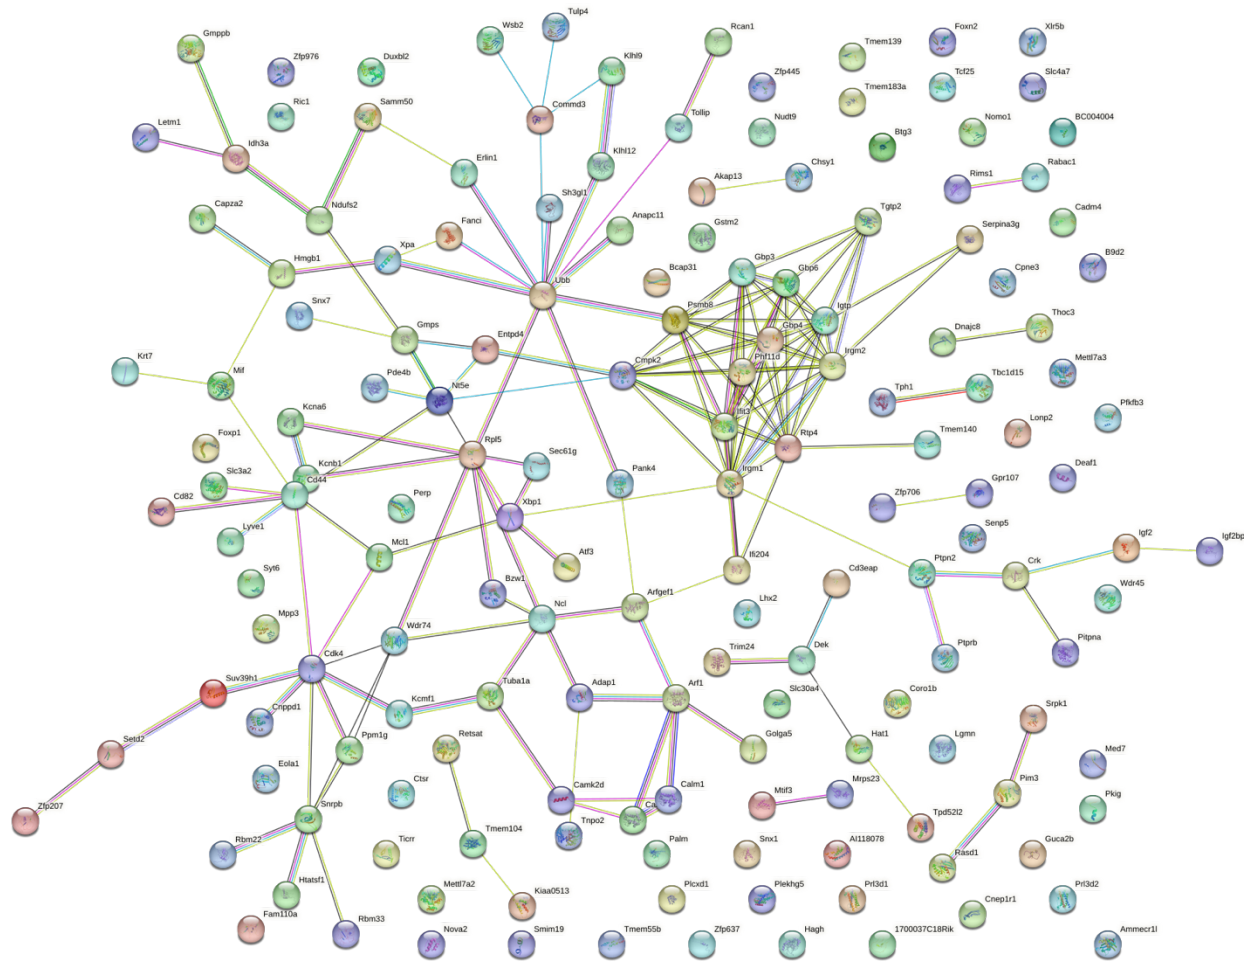 Tulp4
Foxn2
Xlr5b
Wsb2
Rcan1
Gmppb
Tmem139
Zfp976
Duxbl2
Klhl9
Zfp445
Tcf25
Slc4a7
Tmem183a
Ric1
Samm50
Commd3
Tollip
Nudt9
Nomo1
BC004004
Letm1
Idh3a
Btg3
Klhl12
Erlin1
Chsy1
Akap13
Rims1
Rabac1
Sh3gl1
Capza2
Ndufs2
Fanci
Anapc11
Gstm2
Tgtp2
Cadm4
Serpina3g
Xpa
Hmgb1
Bcap31
Gbp3
Gbp6
B9d2
Ubb
Cpne3
Snx7
Psmb8
Igtp
Gmps
Entpd4
Gbp4
Dnajc8
Thoc3
Krt7
Mif
Pde4b
Nt5e
Cmpk2
Phf11d
Irgm2
Mettl7a3
Tph1
Tbc1d15
Kcna6
Ifit3
Lonp2
Pfkfb3
Foxp1
Rpl5
Rtp4
Tmem140
Slc3a2
Kcnb1
Cd44
Sec61g
Pank4
Irgm1
Deaf1
Cd82
Perp
Zfp706
Gpr107
Lyve1
Xbp1
Mcl1
Senp5
Igf2
Igf2bp
Syt6
Atf3
Ifi204
Ptpn2
Crk
Bzw1
Cd3eap
Wdr45
Mpp3
Ncl
Arfgef1
Lhx2
Wdr74
Cdk4
Trim24
Dek
Ptprb
Pitpna
Suv39h1
Tuba1a
Adap1
Arf1
Slc30a4
Coro1b
Cnppd1
Kcmf1
Srpk1
Setd2
Ppm1g
Retsat
Golga5
Hat1
Lgmn
Med7
Eola1
Ctsr
Camk2d
Calm1
Mtif3
Mrps23
Pim3
Zfp207
Snrpb
Ca
Pkig
Tnpo2
Tpd52l2
Rbm22
Ticrr
Tmem104
Palm
Snx1
AI118078
Rasd1
Guca2b
Htatsf1
Mettl7a2
Kiaa0513
Plcxd1
Plekhg5
Prl3d1
Cnep1r1
Prl3d2
Fam110a
Rbm33
Nova2
Smim19
Tmem55b
Zfp637
Hagh
1700037C18Rik
Ammecr1l